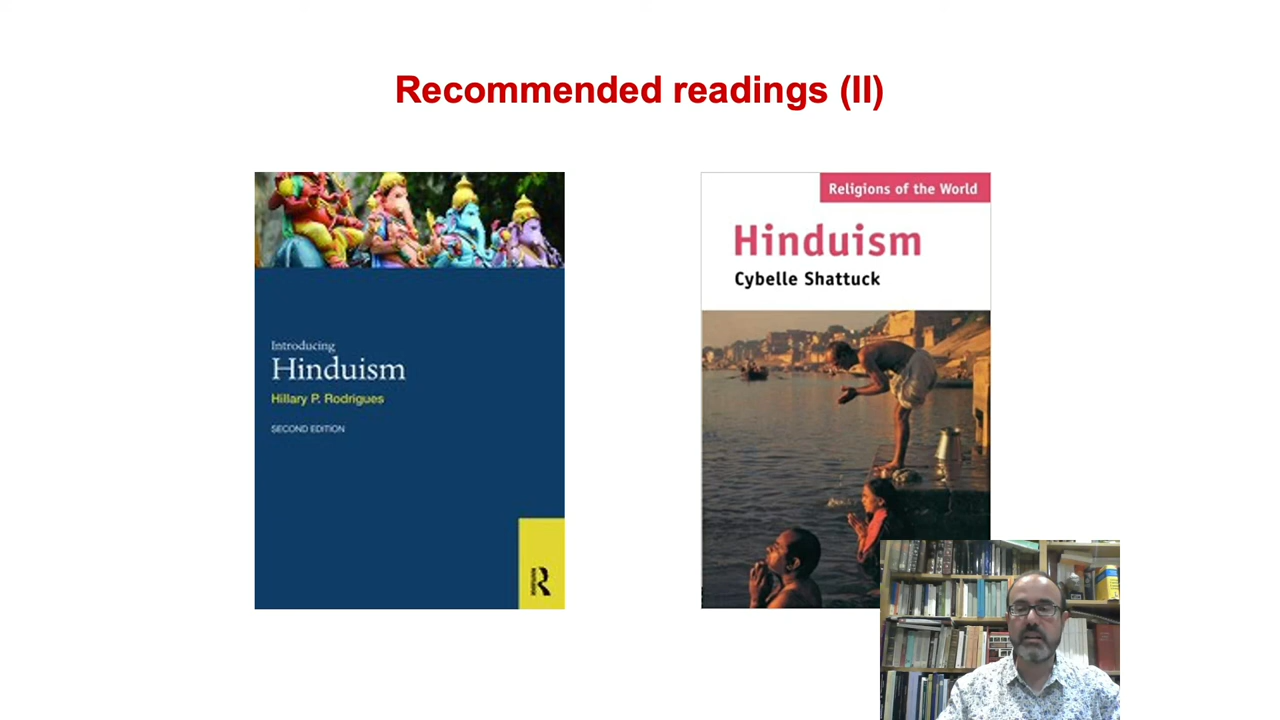 Recommended readings (II)
Introducing
Hinduism
Hillary P. Rodrigues
SECOND EDITION
R
Religions of the World
Hinduism
Cybelle Shattuck